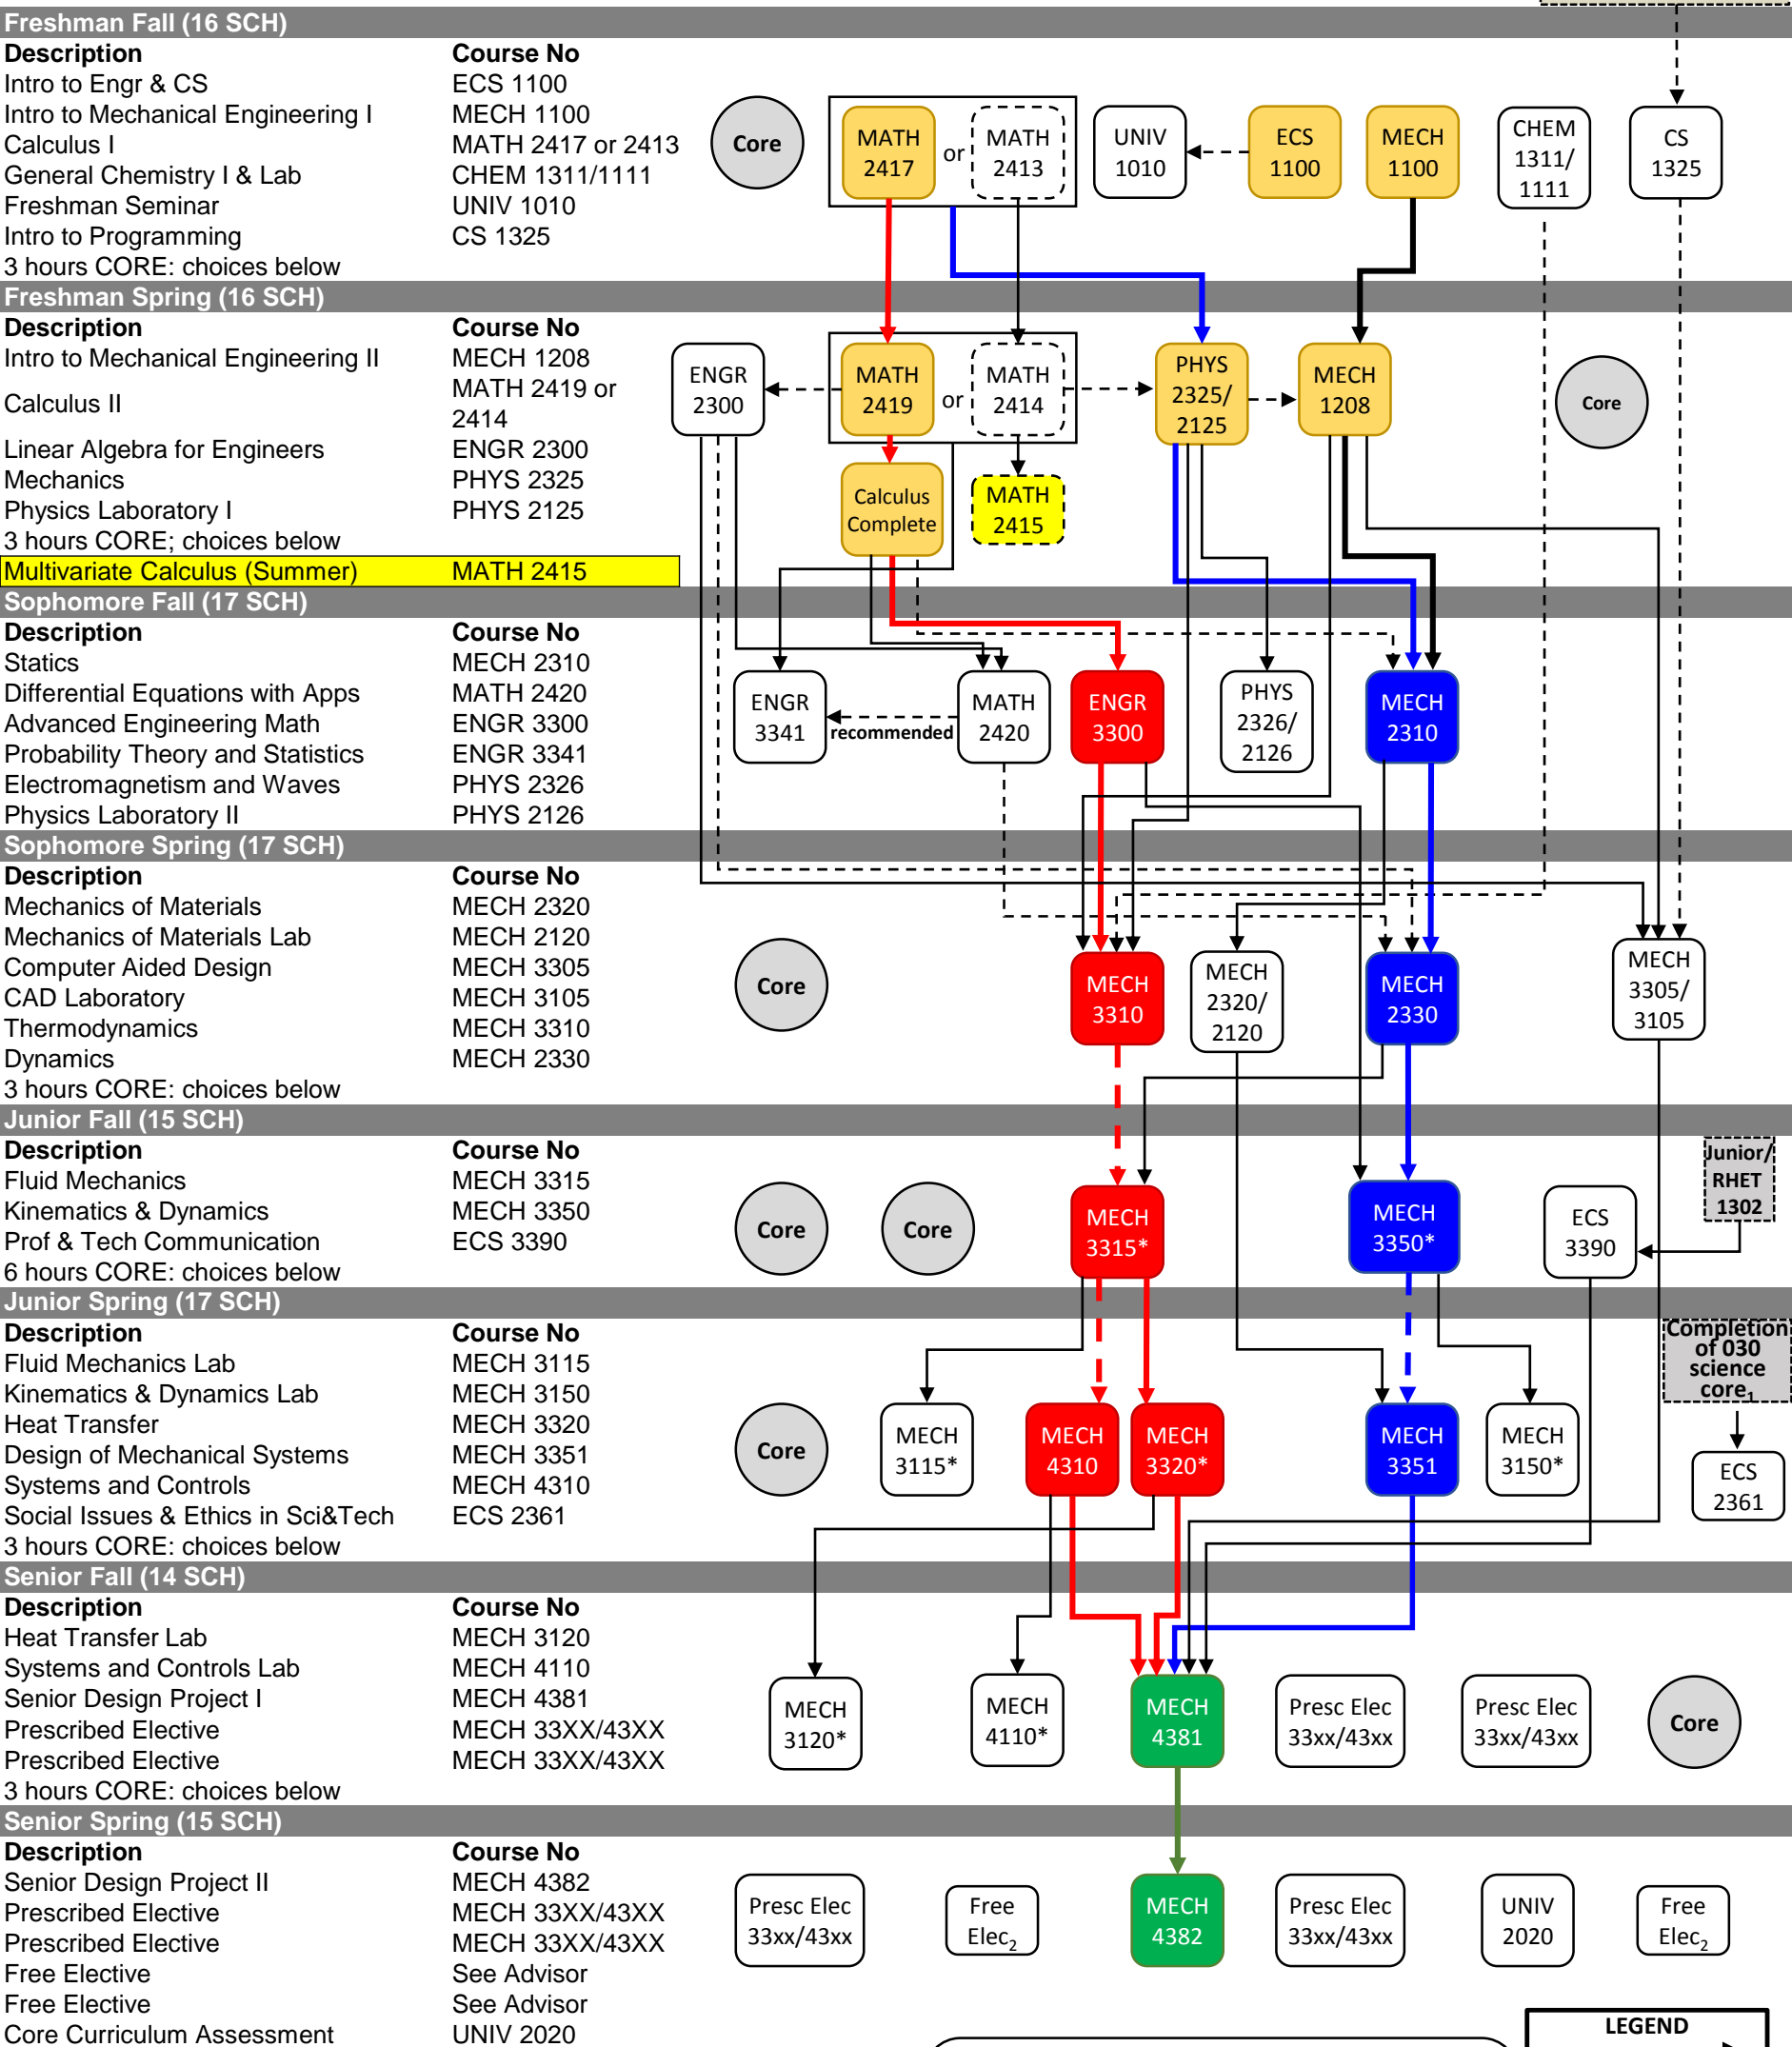 Freshman Fall (16 SCH)
Description Course No
Intro to Engr & CS ECS 1100
Intro to Mechanical Engineering I MECH 1100
Calculus I MATH 2417 or 2413
General Chemistry I & Lab CHEM 1311/1111
Freshman Seminar UNIV 1010
Intro to Programming CS 1325
3 hours CORE: choices below
Core
MATH
2417
or
MATH
2413
UNIV
1010
ECS
1100
MECH
1100
CHEM
1311/
1111
CS
1325
Freshman Spring (16 SCH)
Description Course No
Intro to Mechanical Engineering II MECH 1208
Calculus II MATH 2419 or
2414
Linear Algebra for Engineers ENGR 2300
Mechanics PHYS 2325
Physics Laboratory I PHYS 2125
3 hours CORE; choices below
Multivariate Calculus (Summer) MATH 2415
ENGR
2300
MATH
2419
or
MATH
2414
PHYS
2325/
2125
MECH
1208
Core
Calculus
Complete
MATH
2415
Sophomore Fall (17 SCH)
Description Course No
Statics MECH 2310
Differential Equations with Apps MATH 2420
Advanced Engineering Math ENGR 3300
Probability Theory and Statistics ENGR 3341
Electromagnetism and Waves PHYS 2326
Physics Laboratory II PHYS 2126
ENGR
3341
recommended
MATH
2420
ENGR
3300
PHYS
2326/
2126
MECH
2310
Sophomore Spring (17 SCH)
Description Course No
Mechanics of Materials MECH 2320
Mechanics of Materials Lab MECH 2120
Computer Aided Design MECH 3305
CAD Laboratory MECH 3105
Thermodynamics MECH 3310
Dynamics MECH 2330
3 hours CORE: choices below
Core
MECH
3310
MECH
2320/
2120
MECH
2330
MECH
3305/
3105
Junior Fall (15 SCH)
Description Course No
Fluid Mechanics MECH 3315
Kinematics & Dynamics MECH 3350
Prof & Tech Communication ECS 3390
6 hours CORE: choices below
Core
Core
MECH
3315*
MECH
3350*
ECS
3390
Junior/
RHET
1302
Junior Spring (17 SCH)
Description Course No
Fluid Mechanics Lab MECH 3115
Kinematics & Dynamics Lab MECH 3150
Heat Transfer MECH 3320
Design of Mechanical Systems MECH 3351
Systems and Controls MECH 4310
Social Issues & Ethics in Sci&Tech ECS 2361
3 hours CORE: choices below
Core
MECH
3115*
MECH
4310
MECH
3320*
MECH
3351
MECH
3150*
Completion
of 030
science
core1
ECS
2361
Senior Fall (14 SCH)
Description Course No
Heat Transfer Lab MECH 3120
Systems and Controls Lab MECH 4110
Senior Design Project I MECH 4381
Prescribed Elective MECH 33XX/43XX
Prescribed Elective MECH 33XX/43XX
3 hours CORE: choices below
MECH
3120*
MECH
4110*
MECH
4381
Presc Elec
33xx/43xx
Presc Elec
33xx/43xx
Core
Senior Spring (15 SCH)
Description Course No
Senior Design Project II MECH 4382
Prescribed Elective MECH 33XX/43XX
Prescribed Elective MECH 33XX/43XX
Free Elective See Advisor
Free Elective See Advisor
Core Curriculum Assessment UNIV 2020
Presc Elec
33xx/43xx
Free
Elec2
MECH
4382
Presc Elec
33xx/43xx
UNIV
2020
Free
Elec2
LEGEND